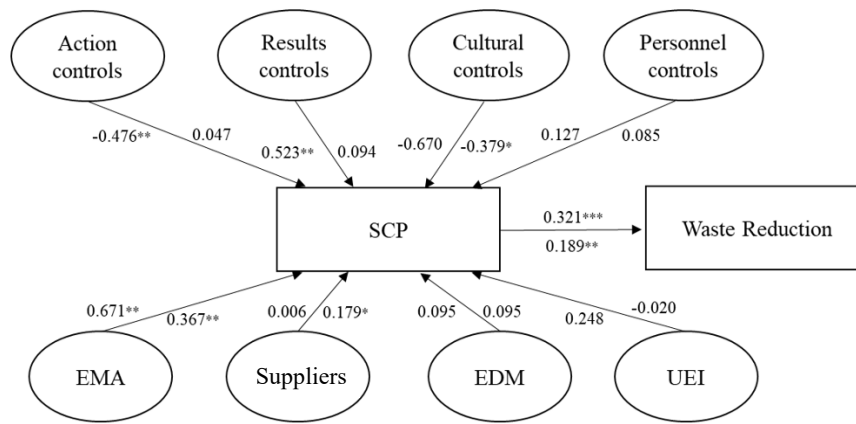 Action
controls
Results
controls
Cultural
controls
Personnel
controls
-0.476** 0.047
0.523** 0.094
-0.670 -0.379*
0.127 0.085
SCP
0.321***
0.189**
Waste Reduction
0.671** 0.367**
0.006 0.179*
0.095 0.095
0.248 -0.020
EMA
Suppliers
EDM
UEI